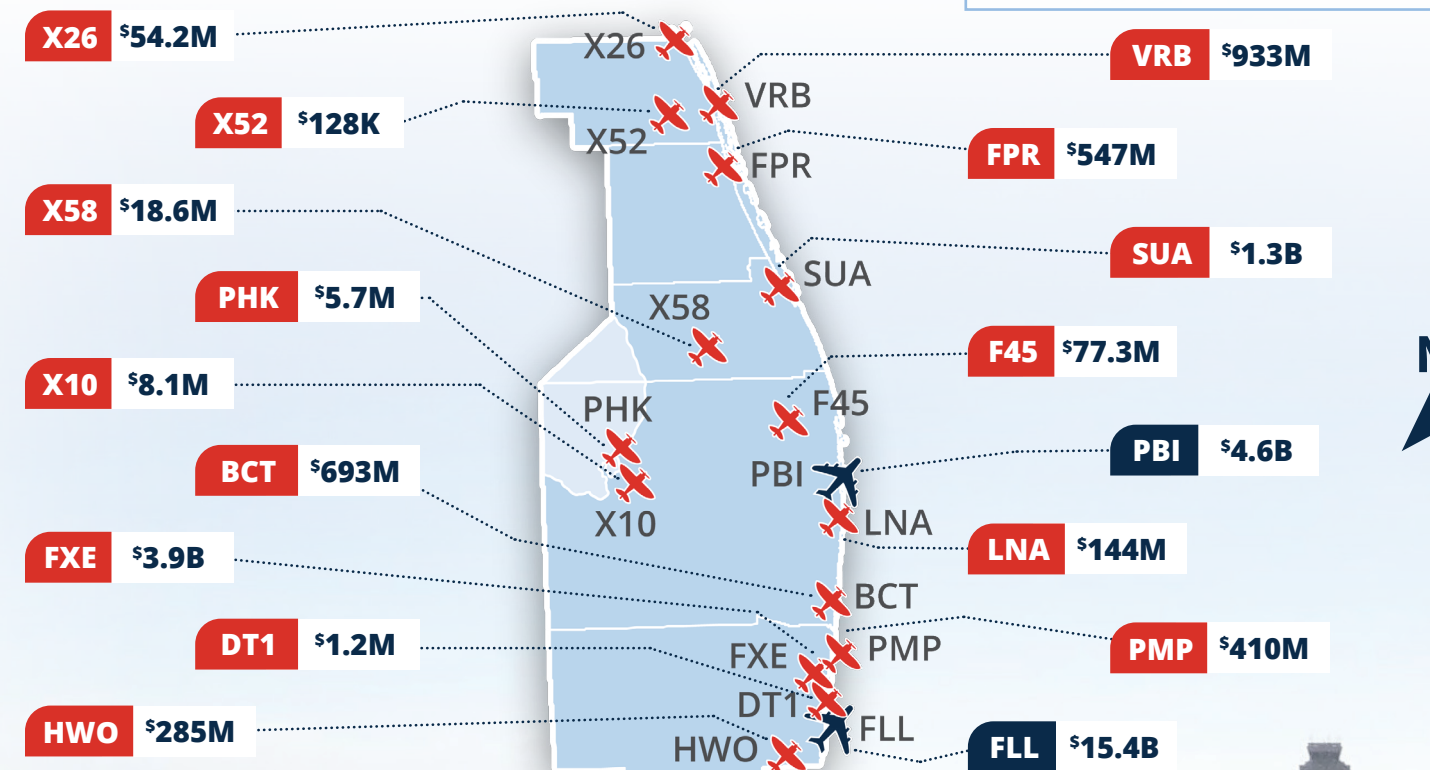 X26 $54.2M
X52 $128K
X58 $18.6M
PHK $5.7M
X10 $8.1M
BCT $693M
FXE $3.9B
DT1 $1.2M
HWO $285M
X26
VRB
X52
FPR
SUA
X58
F45
PHK
PBI
LNA
X10
BCT
PMP
FXE
DT1
FLL
HWO
VRB $933M
FPR $547M
SUA $1.3B
F45 $77.3M
PBI $4.6B
LNA $144M
PMP $410M
FLL $15.4B